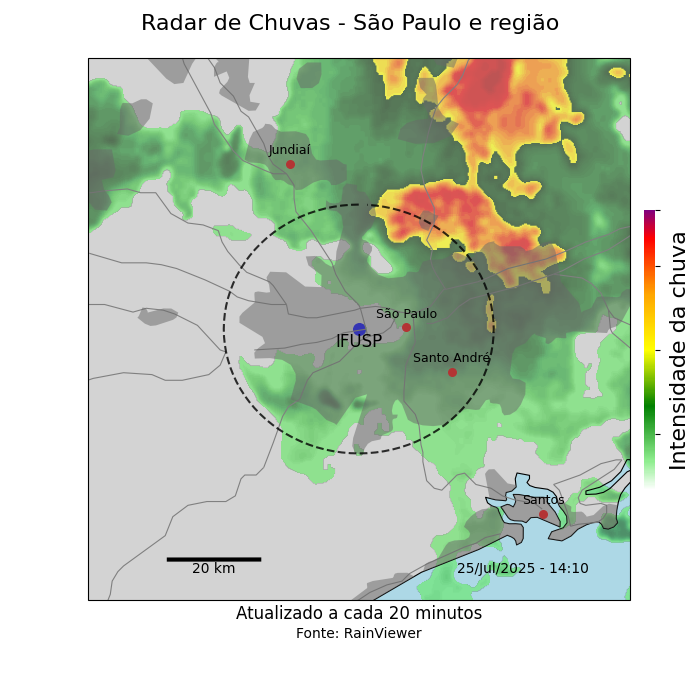 Radar de Chuvas - São Paulo e região
Jundiaí
São Paulo
IFUSP
Santo André
Santos
20 km
25/Jul/2025 - 14:10
Intensidade da chuva
Atualizado a cada 20 minutos
Fonte: RainViewer